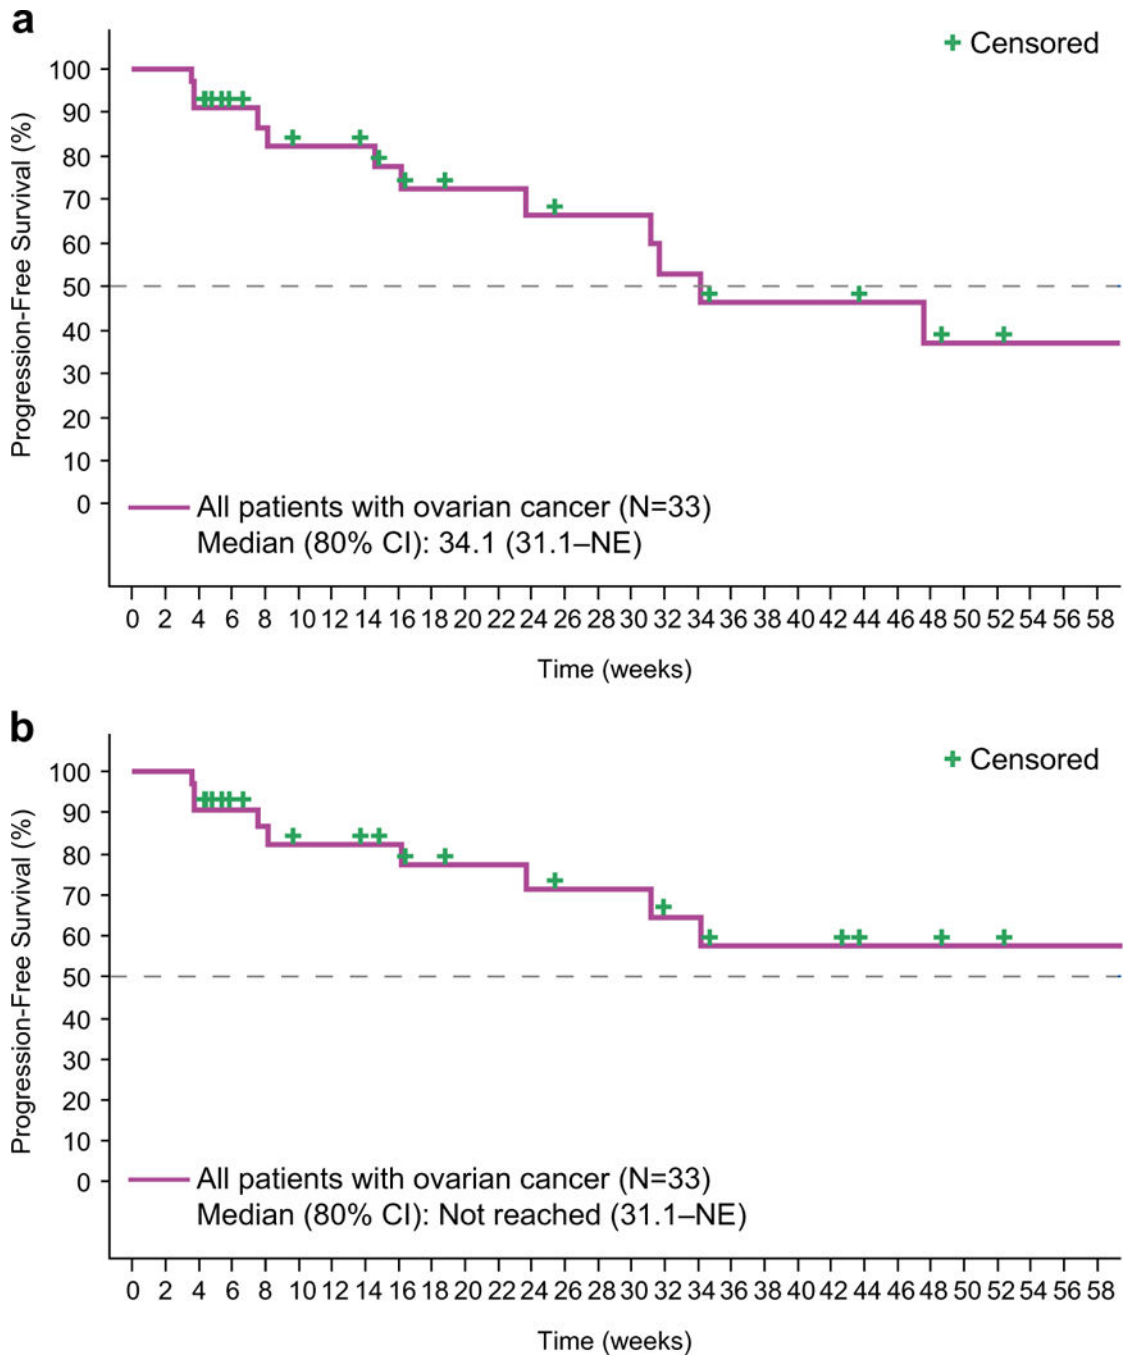 a
+ Censored
Progression-Free Survival (%)
100
90
80
70
60
50
40
30
20
10
0
All patients with ovarian cancer (N=33)
Median (80% CI): 34.1 (31.1–NE)
0 2 4 6 8 10 12 14 16 18 20 22 24 26 28 30 32 34 36 38 40 42 44 46 48 50 52 54 56 58
Time (weeks)
b
+ Censored
Progression-Free Survival (%)
100
90
80
70
60
50
40
30
20
10
0
All patients with ovarian cancer (N=33)
Median (80% CI): Not reached (31.1–NE)
0 2 4 6 8 10 12 14 16 18 20 22 24 26 28 30 32 34 36 38 40 42 44 46 48 50 52 54 56 58
Time (weeks)